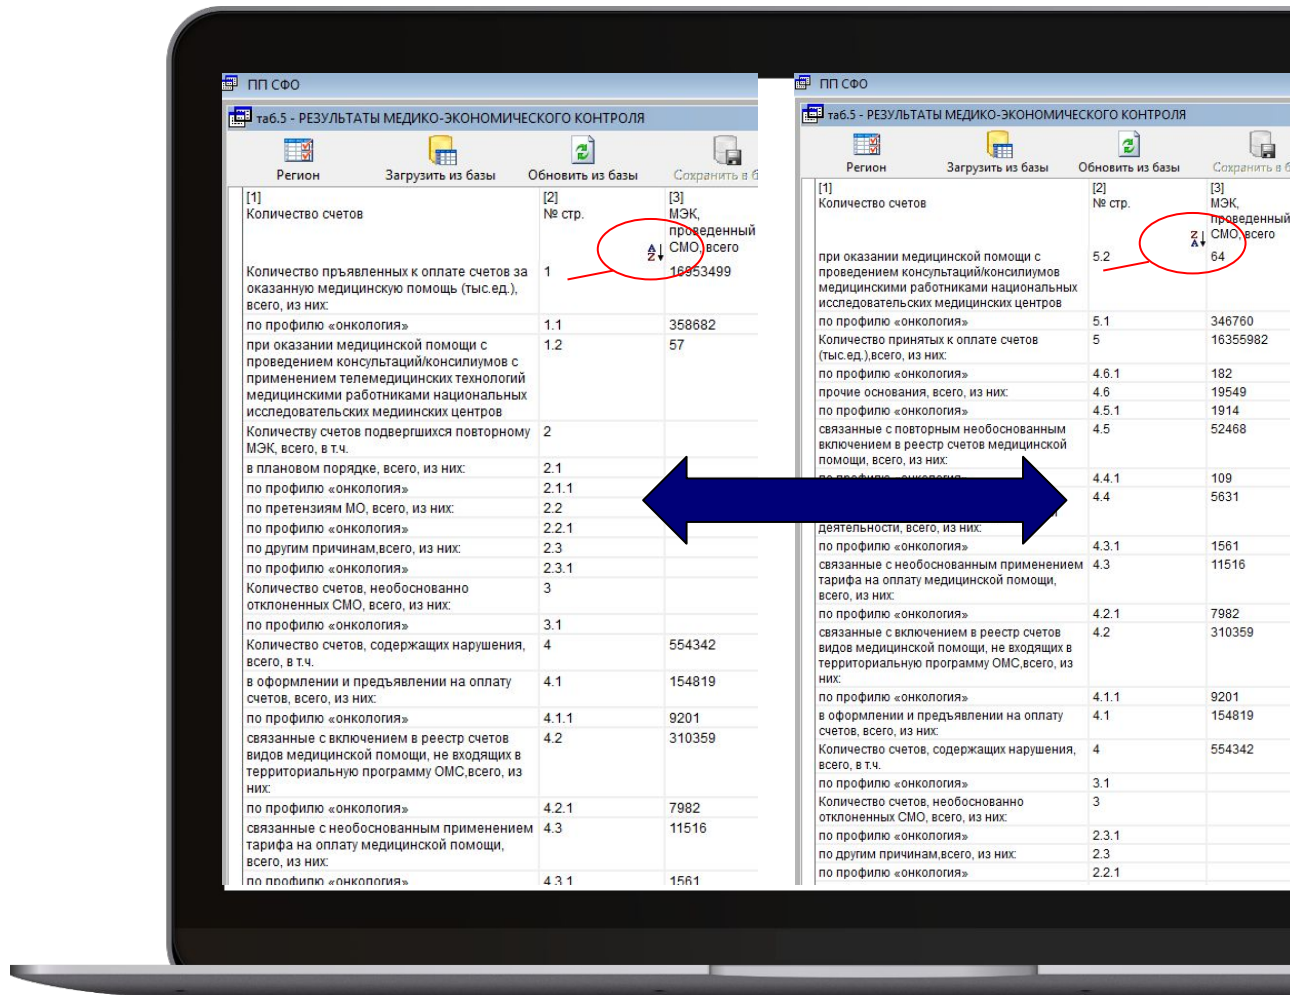 ПП СФО
таб.5 - РЕЗУЛЬТАТЫ МЕДИКО-ЭКОНОМИЧЕСКОГО КОНТРОЛЯ
Регион
Загрузить из базы
Обновить из базы
Сохранить в б
[1]
Количество счетов
[2]
№ стр.
[3]
МЭК,
проведенный
СМО, всего
A
Z
Количество пръявленных к оплате счетов за 1 16953499
оказанную медицинскую помощь (тыс.ед.),
всего, из них:
по профилю «онкология» 1.1 358682
при оказании медицинской помощи с 1.2 57
проведением консультаций/консилиумов с
применением телемедицинских технологий
медицинскими работниками национальных
исследовательских медиинских центров
Количеству счетов подвергшихся повторному 2
МЭК, всего, в т.ч.
в плановом порядке, всего, из них: 2.1
по профилю «онкология» 2.1.1
по претензиям МО, всего, из них: 2.2
по профилю «онкология» 2.2.1
по другим причинам,всего, из них: 2.3
по профилю «онкология» 2.3.1
Количество счетов, необоснованно 3
отклоненных СМО, всего, из них:
по профилю «онкология» 3.1
Количество счетов, содержащих нарушения, 4 554342
всего, в т.ч.
в оформлении и предъявлении на оплату 4.1 154819
счетов, всего, из них:
по профилю «онкология» 4.1.1 9201
связанные с включением в реестр счетов 4.2 310359
видов медицинской помощи, не входящих в
территориальную программу ОМС,всего, из
них:
по профилю «онкология» 4.2.1 7982
связанные с необоснованным применением 4.3 11516
тарифа на оплату медицинской помощи,
всего, из них:
по профилю «онкология» 4.3.1 1561
ПП СФО
таб.5 - РЕЗУЛЬТАТЫ МЕДИКО-ЭКОНОМИЧЕСКОГО КОНТРОЛЯ
Регион
Загрузить из базы
Обновить из базы
Сохранить в б
[1]
Количество счетов
[2]
№ стр.
[3]
МЭК,
проведенный
СМО, всего
Z
A
при оказании медицинской помощи с 5.2 64
проведением консультаций/консилиумов
медицинскими работниками национальных
исследовательских медицинских центров
по профилю «онкология» 5.1 346760
Количество принятых к оплате счетов 5 16355982
(тыс.ед.),всего, из них:
по профилю «онкология» 4.6.1 182
прочие основания, всего, из них: 4.6 19549
по профилю «онкология» 4.5.1 1914
связанные с повторным необоснованным 4.5 52468
включением в реестр счетов медицинской
помощи, всего, из них:
по профилю «онкология» 4.4.1 109
4.4 5631
деятельности, всего, из них:
по профилю «онкология» 4.3.1 1561
связанные с необоснованным применением 4.3 11516
тарифа на оплату медицинской помощи,
всего, из них:
по профилю «онкология» 4.2.1 7982
связанные с включением в реестр счетов 4.2 310359
видов медицинской помощи, не входящих в
территориальную программу ОМС,всего, из
них:
по профилю «онкология» 4.1.1 9201
в оформлении и предъявлении на оплату 4.1 154819
счетов, всего, из них:
Количество счетов, содержащих нарушения, 4 554342
всего, в т.ч.
по профилю «онкология» 3.1
Количество счетов, необоснованно 3
отклоненных СМО, всего, из них:
по профилю «онкология» 2.3.1
по другим причинам,всего, из них: 2.3
по профилю «онкология» 2.2.1